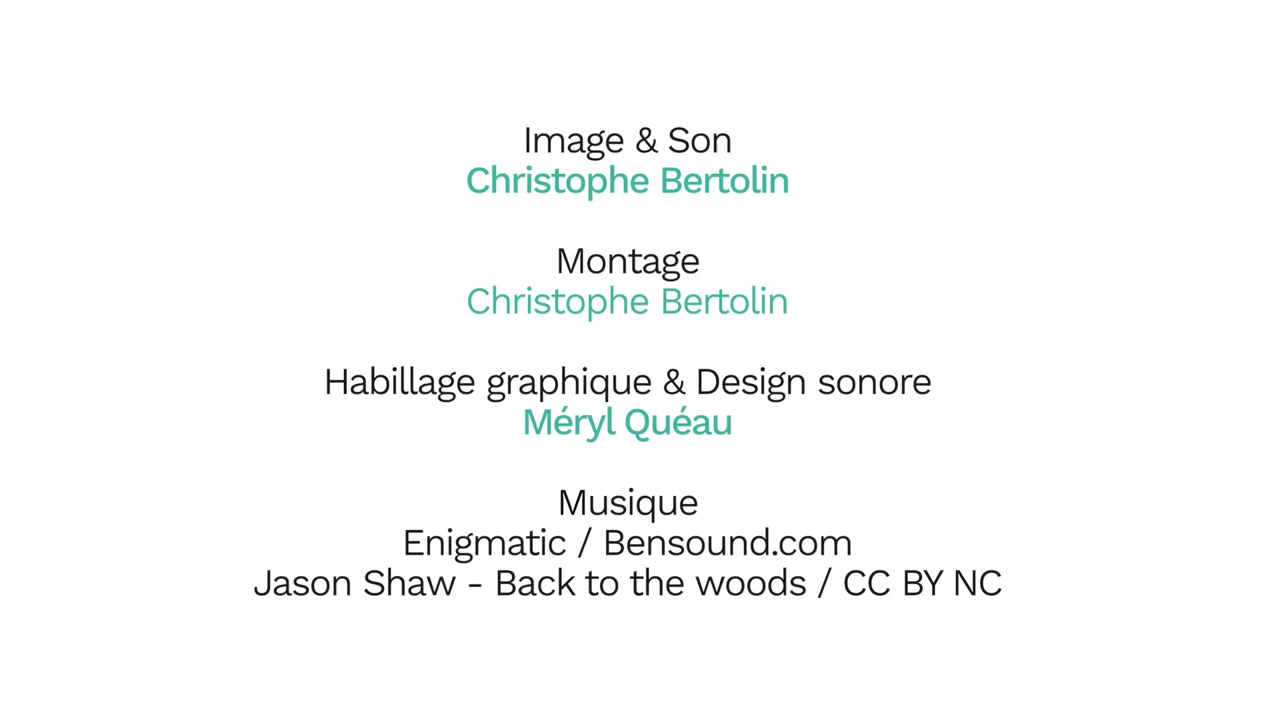 Image & Son
Christophe Bertolin
Montage
Christophe Bertolin
Habillage graphique & Design sonore
Méryl Quéau
Musique
Enigmatic / Bensound.com
Jason Shaw - Back to the woods / CC BY NC